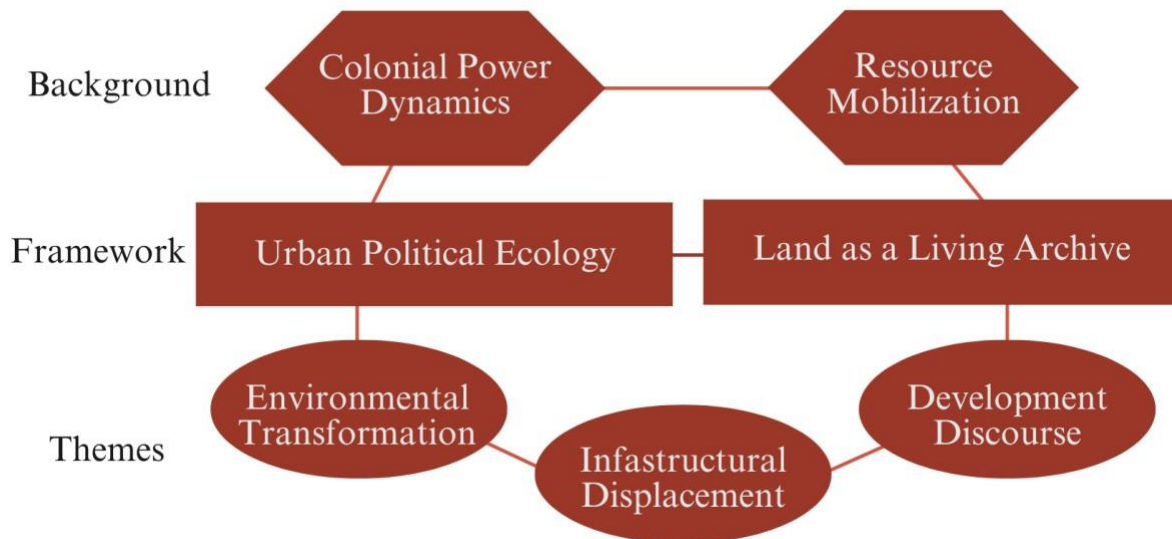 Background
Colonial Power
Dynamics
Resource
Mobilization
Framework
Urban Political Ecology
Land as a Living Archive
Themes
Environmental
Transformation
Infastructural
Displacement
Development
Discourse